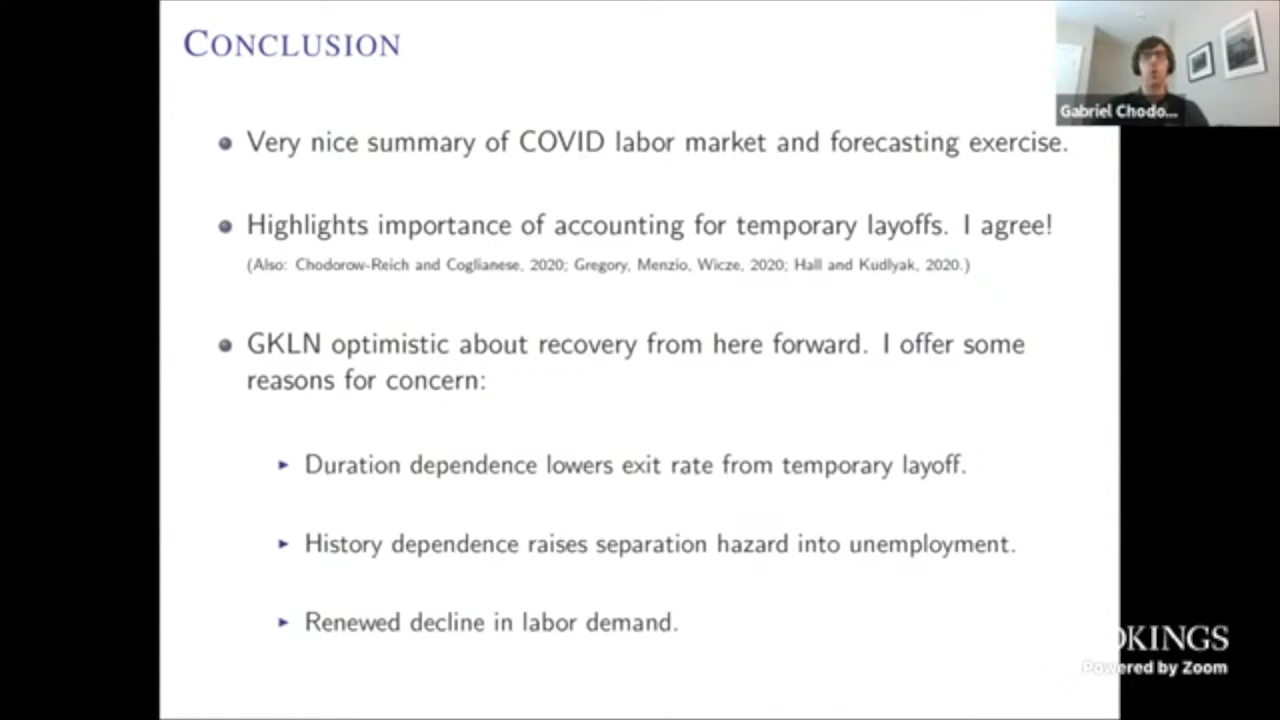 CONCLUSION
Gabriel Chodo...
Very nice summary of COVID labor market and forecasting exercise.
Highlights importance of accounting for temporary layoffs. I agree!
(Also: Chodorow-Reich and Coglianese, 2020; Gregory, Menzio, Wicze, 2020; Hall and Kudlyak, 2020.)
GKLN optimistic about recovery from here forward. I offer some
reasons for concern:
Duration dependence lowers exit rate from temporary layoff.
History dependence raises separation hazard into unemployment.
Renewed decline in labor demand.
OKINGS
Powered by Zoom